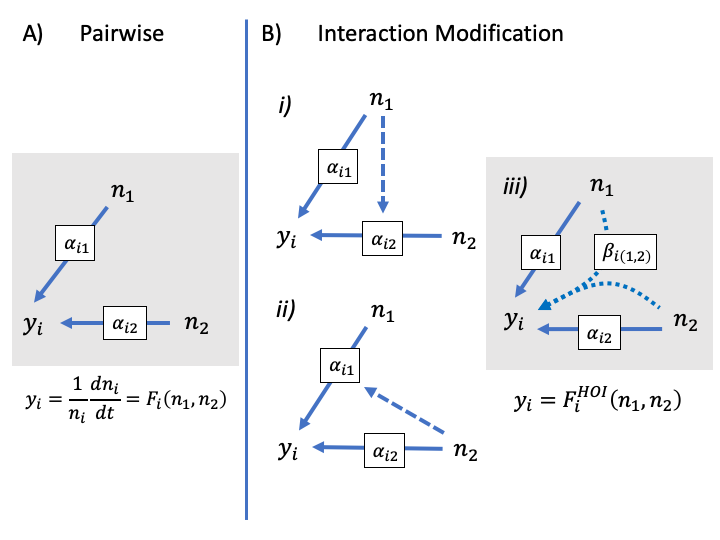 A) Pairwise
n₁
αᵢ₁
yᵢ
αᵢ₂
n₂
yᵢ = 1/nᵢ dnᵢ/dt = Fᵢ(n₁, n₂)
B) Interaction Modification
i)
n₁
αᵢ₁
yᵢ
αᵢ₂
n₂
ii)
n₁
αᵢ₁
yᵢ
αᵢ₂
n₂
iii)
n₁
αᵢ₁
βᵢ₍₁,₂₎
yᵢ
αᵢ₂
n₂
yᵢ = Fᵢᴴᴼᴵ(n₁, n₂)